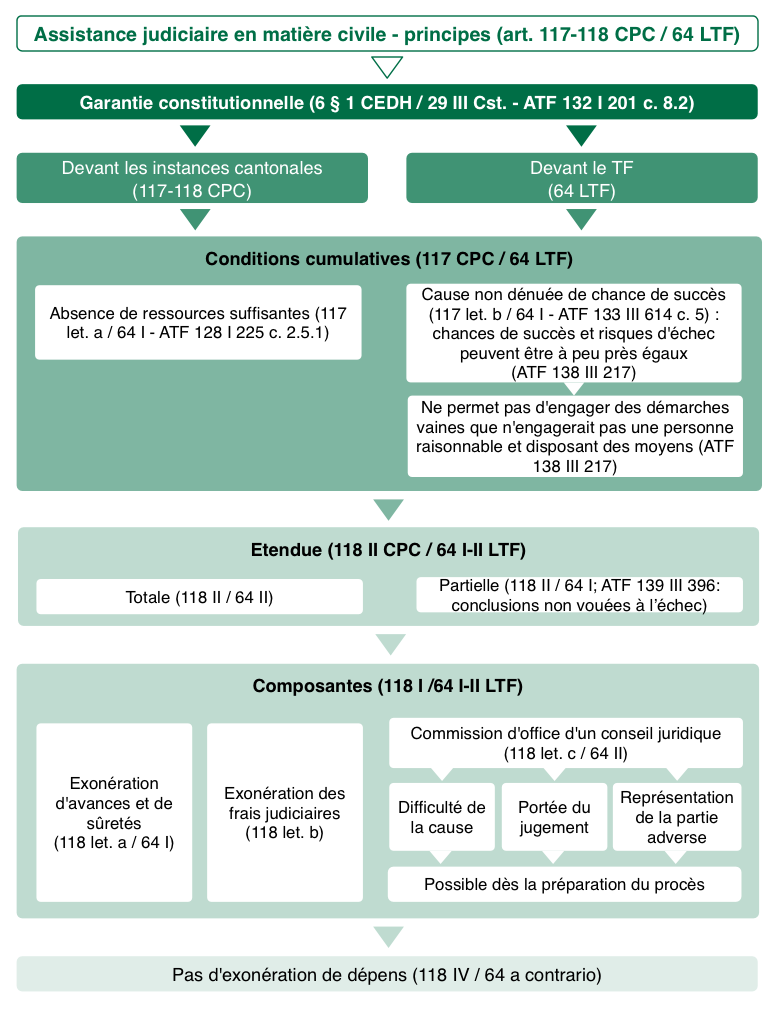 Assistance judiciaire en matière civile - principes (art. 117-118 CPC / 64 LTF)
Garantie constitutionnelle (6 § 1 CEDH / 29 III Cst. - ATF 132 I 201 c. 8.2)
Devant les instances cantonales
(117-118 CPC)
Devant le TF
(64 LTF)
Conditions cumulatives (117 CPC / 64 LTF)
Absence de ressources suffisantes (117
let. a / 64 I - ATF 128 I 225 c. 2.5.1)
Cause non dénuée de chance de succès
(117 let. b / 64 I - ATF 133 III 614 c. 5) :
chances de succès et risques d'échec
peuvent être à peu près égaux
(ATF 138 III 217)
Ne permet pas d'engager des démarches
vaines que n'engagerait pas une personne
raisonnable et disposant des moyens (ATF
138 III 217)
Etendue (118 II CPC / 64 I-II LTF)
Totale (118 II / 64 II)
Partielle (118 II / 64 I; ATF 139 III 396:
conclusions non vouées à l’échec)
Composantes (118 I /64 I-II LTF)
Exonération
d'avances et de
sûretés
(118 let. a / 64 I)
Exonération des
frais judiciaires
(118 let. b)
Commission d'office d'un conseil juridique
(118 let. c / 64 II)
Difficulté de
la cause
Portée du
jugement
Représentation
de la partie
adverse
Possible dès la préparation du procès
Pas d'exonération de dépens (118 IV / 64 a contrario)